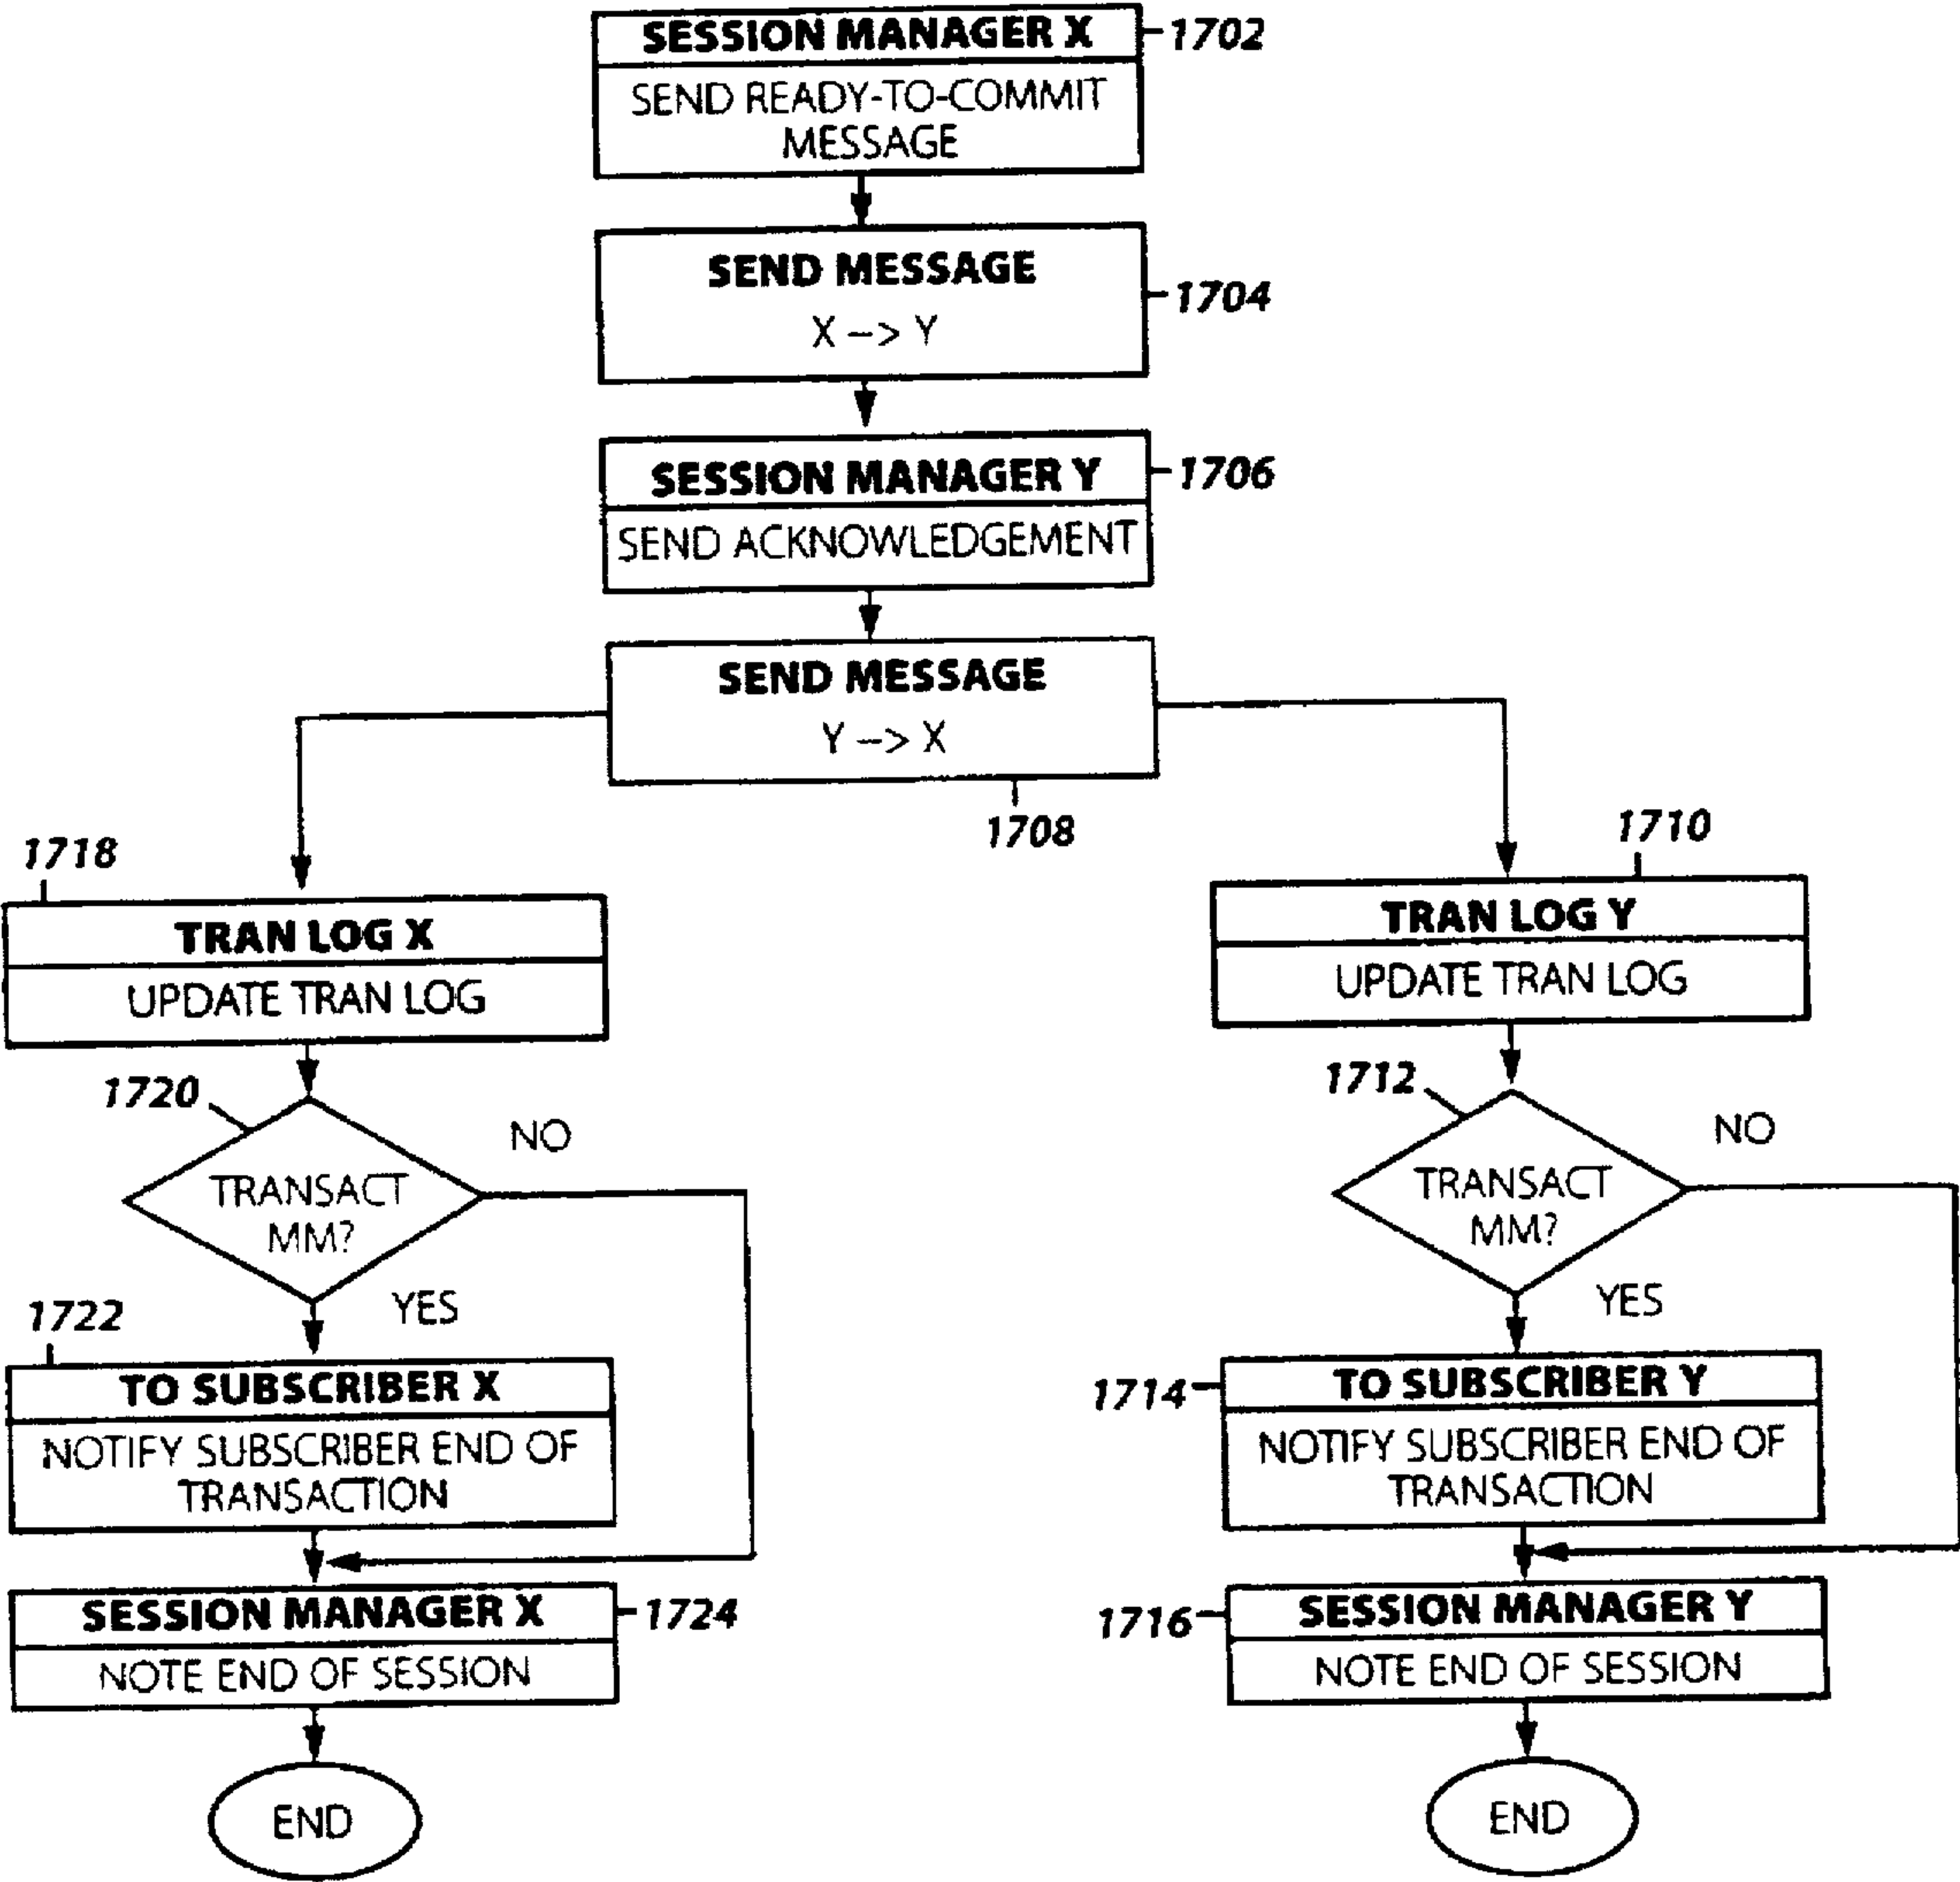 SESSION MANAGER X
1702
SEND READY-TO-COMMIT
MESSAGE
SEND MESSAGE
1704
X --> Y
SESSION MANAGER Y
1706
SEND ACKNOWLEDGEMENT
SEND MESSAGE
Y --> X
1708
1718
TRAN LOG X
UPDATE TRAN LOG
1720
NO
TRANSACT
MM?
YES
1722
TO SUBSCRIBER X
NOTIFY SUBSCRIBER END OF
TRANSACTION
SESSION MANAGER X
1724
NOTE END OF SESSION
END
1710
TRAN LOG Y
UPDATE TRAN LOG
1712
NO
TRANSACT
MM?
YES
1714
TO SUBSCRIBER Y
NOTIFY SUBSCRIBER END OF
TRANSACTION
1716
SESSION MANAGER Y
NOTE END OF SESSION
END